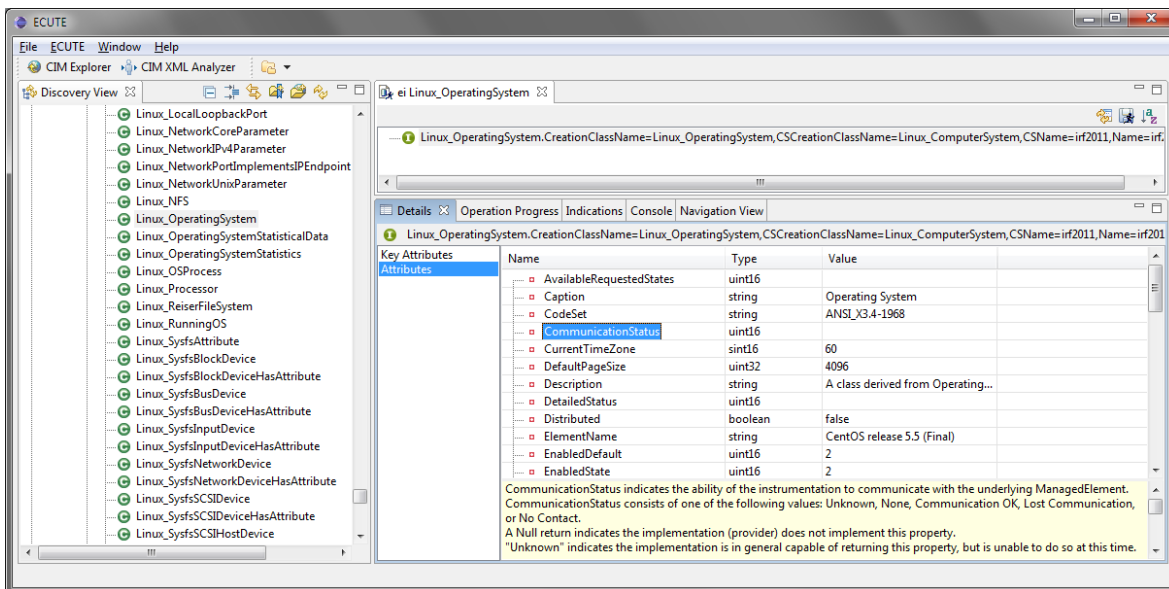 ECUTE
File ECUTE Window Help
CIM Explorer CIM XML Analyzer
Discovery View
Linux_LocalLoopbackPort
Linux_NetworkCoreParameter
Linux_NetworkIPv4Parameter
Linux_NetworkPortImplementsIPEndpoint
Linux_NetworkUnixParameter
Linux_NFS
Linux_OperatingSystem
Linux_OperatingSystemStatisticalData
Linux_OperatingSystemStatistics
Linux_OSProcess
Linux_Processor
Linux_ReiserFileSystem
Linux_RunningOS
Linux_SysfsAttribute
Linux_SysfsBlockDevice
Linux_SysfsBlockDeviceHasAttribute
Linux_SysfsBusDevice
Linux_SysfsBusDeviceHasAttribute
Linux_SysfsInputDevice
Linux_SysfsInputDeviceHasAttribute
Linux_SysfsNetworkDevice
Linux_SysfsNetworkDeviceHasAttribute
Linux_SysfsSCSIDevice
Linux_SysfsSCSIDeviceHasAttribute
Linux_SysfsSCSIHostDevice
ei Linux_OperatingSystem
Linux_OperatingSystem.CreationClassName=Linux_OperatingSystem,CSCreationClassName=Linux_ComputerSystem,CSName=irf2011,Name=irf.
Details Operation Progress Indications Console Navigation View
Linux_OperatingSystem.CreationClassName=Linux_OperatingSystem,CSCreationClassName=Linux_ComputerSystem,CSName=irf2011,Name=irf201
Key Attributes
Attributes
Name Type Value
AvailableRequestedStates uint16
Caption string Operating System
CodeSet string ANSI_X3.4-1968
CommunicationStatus uint16
CurrentTimeZone sint16 60
DefaultPageSize uint32 4096
Description string A class derived from Operating...
DetailedStatus uint16
Distributed boolean false
ElementName string CentOS release 5.5 (Final)
EnabledDefault uint16 2
EnabledState uint16 2
CommunicationStatus indicates the ability of the instrumentation to communicate with the underlying ManagedElement.
CommunicationStatus consists of one of the following values: Unknown, None, Communication OK, Lost Communication,
or No Contact.
A Null return indicates the implementation (provider) does not implement this property.
"Unknown" indicates the implementation is in general capable of returning this property, but is unable to do so at this time.